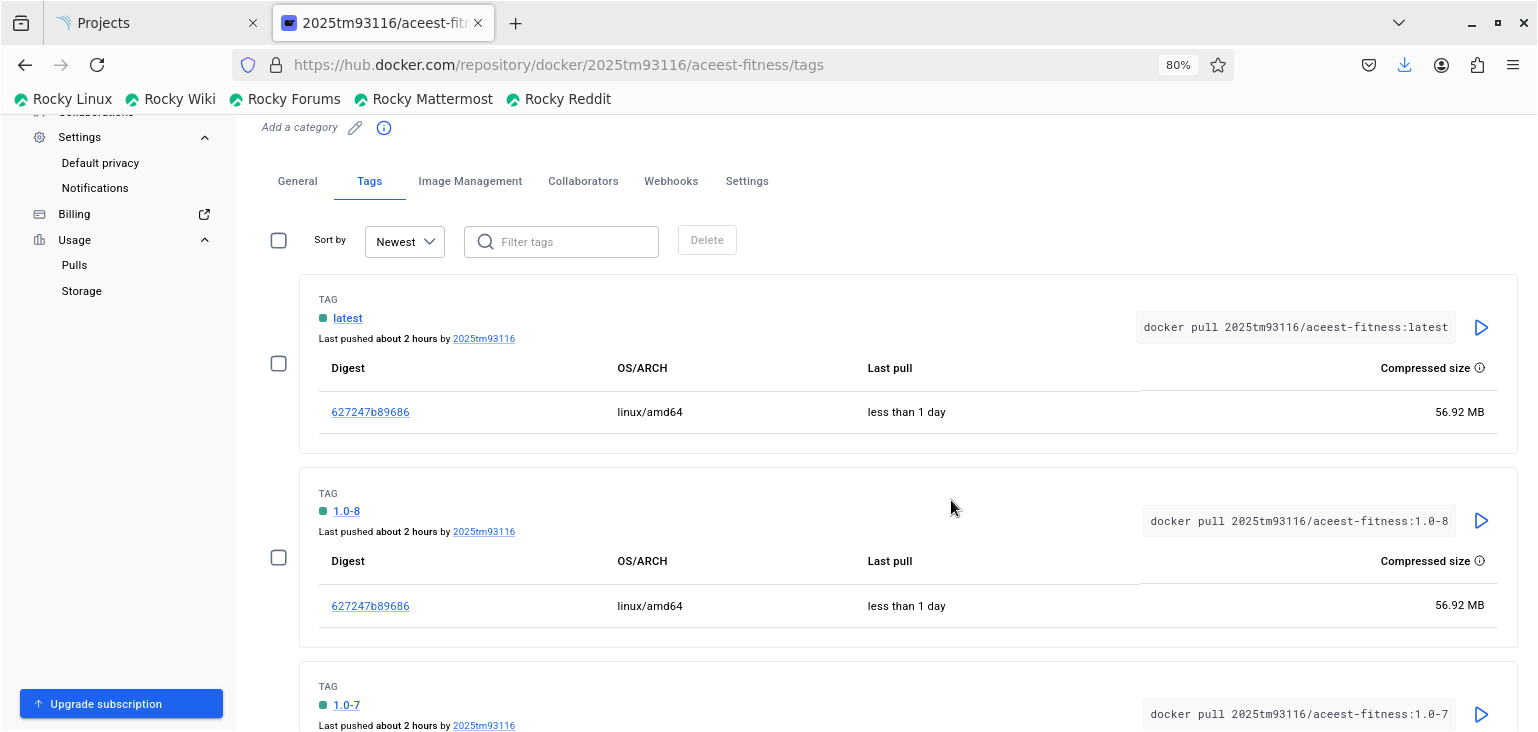 Projects
2025tm93116/aceest-fitn
https://hub.docker.com/repository/docker/2025tm93116/aceest-fitness/tags
80%
Rocky Linux
Rocky Wiki
Rocky Forums
Rocky Mattermost
Rocky Reddit
Collaborations
Settings
Default privacy
Notifications
Billing
Usage
Pulls
Storage
Upgrade subscription
Add a category
General
Tags
Image Management
Collaborators
Webhooks
Settings
Sort by
Newest
Filter tags
Delete
TAG
latest
Last pushed about 2 hours by 2025tm93116
docker pull 2025tm93116/aceest-fitness:latest
Digest
OS/ARCH
Last pull
Compressed size
627247b89686
linux/amd64
less than 1 day
56.92 MB
TAG
1.0-8
Last pushed about 2 hours by 2025tm93116
docker pull 2025tm93116/aceest-fitness:1.0-8
Digest
OS/ARCH
Last pull
Compressed size
627247b89686
linux/amd64
less than 1 day
56.92 MB
TAG
1.0-7
Last pushed about 2 hours by 2025tm93116
docker pull 2025tm93116/aceest-fitness:1.0-7